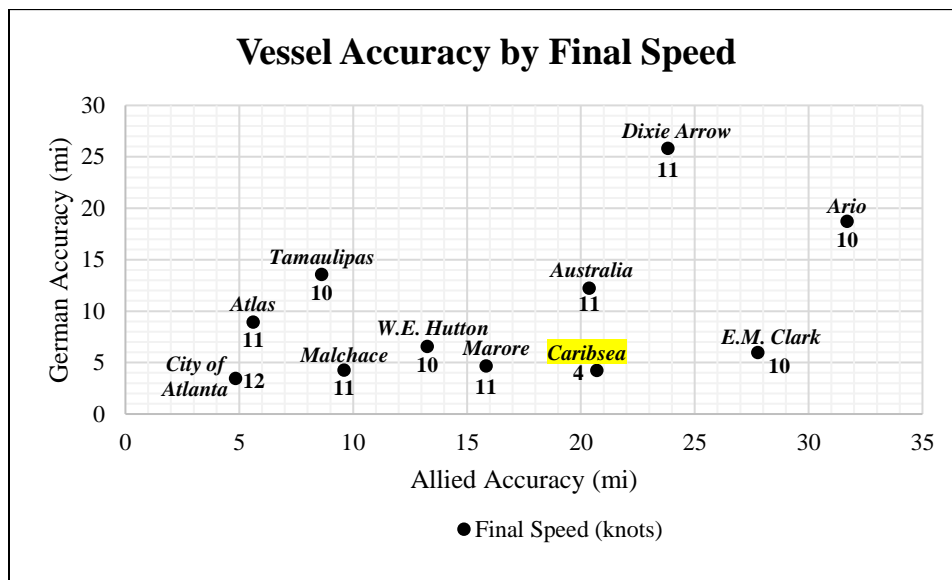 Vessel Accuracy by Final Speed
German Accuracy (mi)
30
25
20
15
10
5
0
Dixie Arrow
11
Ario
10
Tamaulipas
10
Australia
11
Atlas
11
W.E. Hutton
10
E.M. Clark
10
Marore
11
Caribsea
4
Malchace
11
City of
Atlanta
12
0 5 10 15 20 25 30 35
Allied Accuracy (mi)
Final Speed (knots)